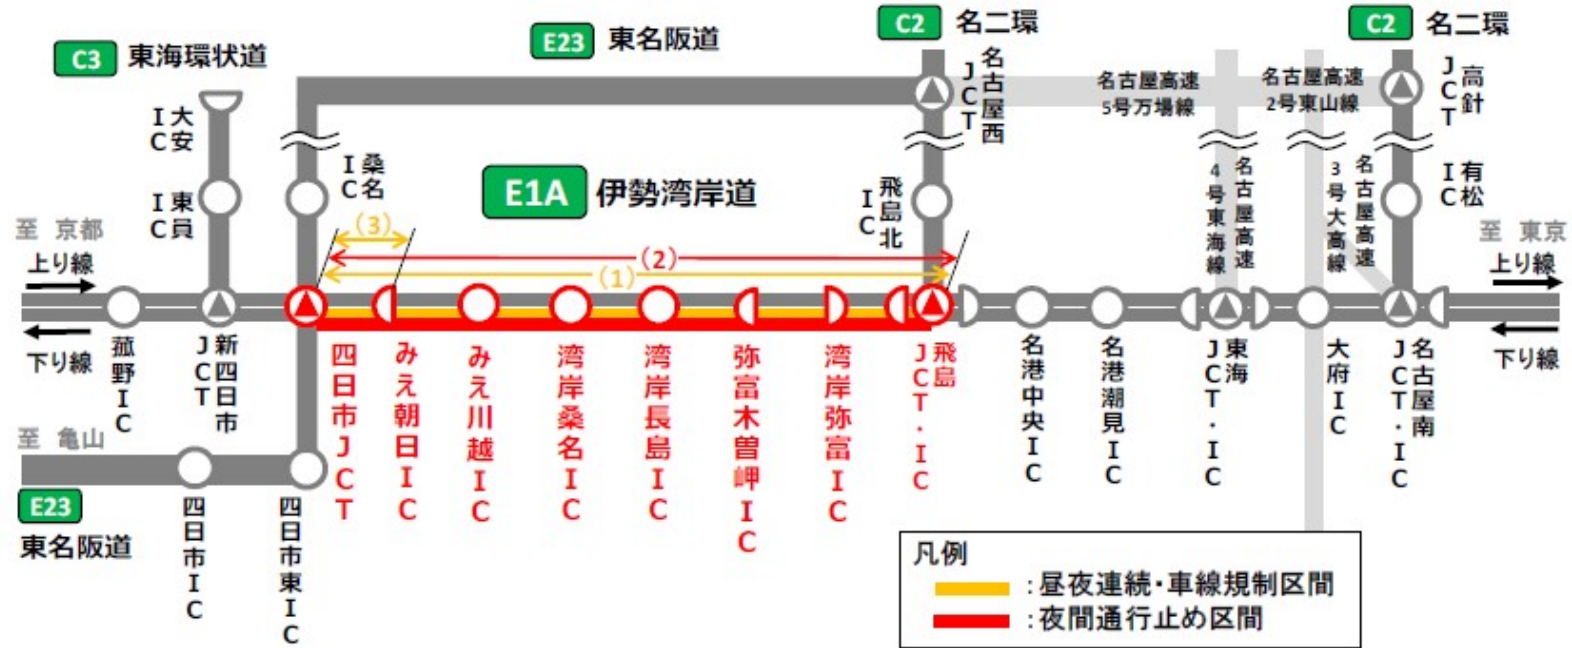 C3 東海環状道
E23 東名阪道
C2 名二環
C2 名二環
大安IC
東員IC
桑名IC
E1A 伊勢湾岸道
名古屋西JCT
飛島北IC
名古屋高速
5号万場線
名古屋高速
2号東山線
高針JCT
有松IC
名古屋高速
4号東海線
名古屋高速
3号大高線
至 京都
上り線
下り線
至 東京
上り線
下り線
(3)
(2)
(1)
菰野IC
新四日市JCT
四日市JCT
みえ朝日IC
みえ川越IC
湾岸桑名IC
湾岸長島IC
弥富木曽岬IC
湾岸弥富IC
飛島JCT・IC
名港中央IC
名港潮見IC
東海JCT・IC
大府IC
名古屋南JCT・IC
至 亀山
E23
東名阪道
四日市IC
四日市東IC
凡例
:昼夜連続・車線規制区間
:夜間通行止め区間